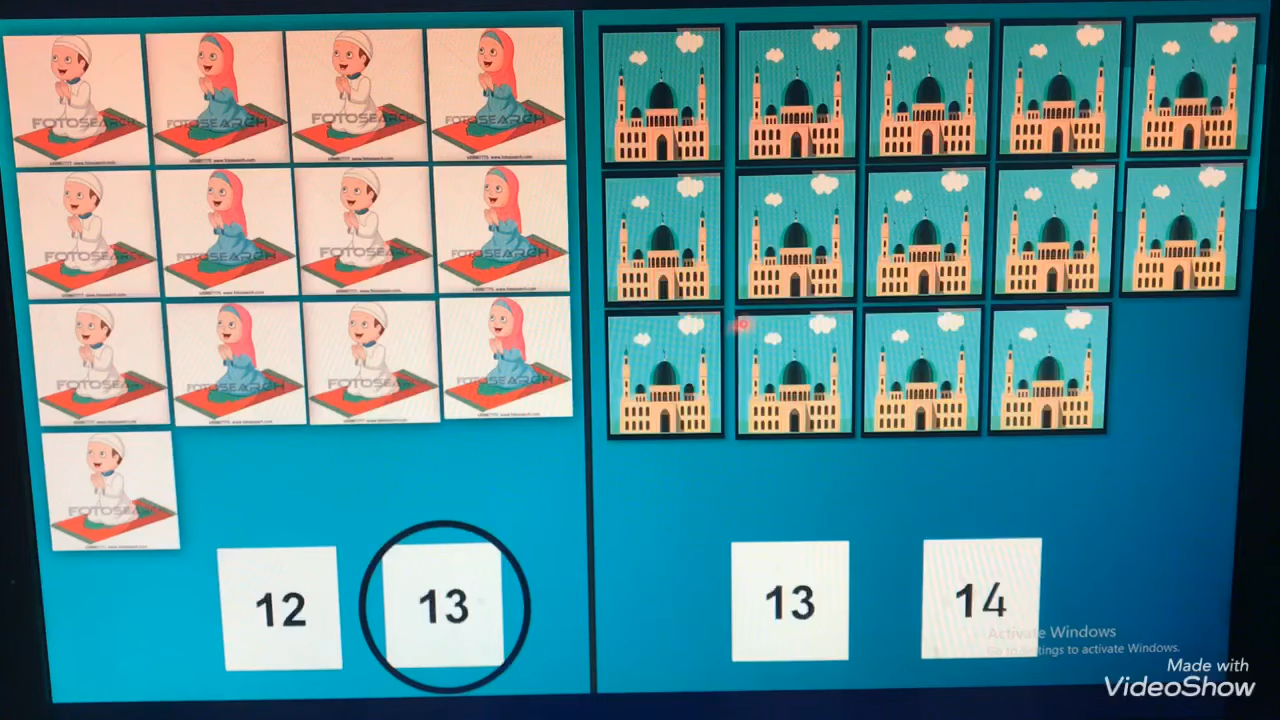 FOTOSEARCH FOTOSEARCH FOTOSEARCH FOTOSEARCH
FOTOSEARCH FOTOSEARCH FOTOSEARCH FOTOSEARCH
FOTOSEARCH FOTOSEARCH FOTOSEARCH FOTOSEARCH
FOTOSEARCH
12 13 13 14
Activate Windows
Go to Settings to activate Windows.
Made with
VideoShow